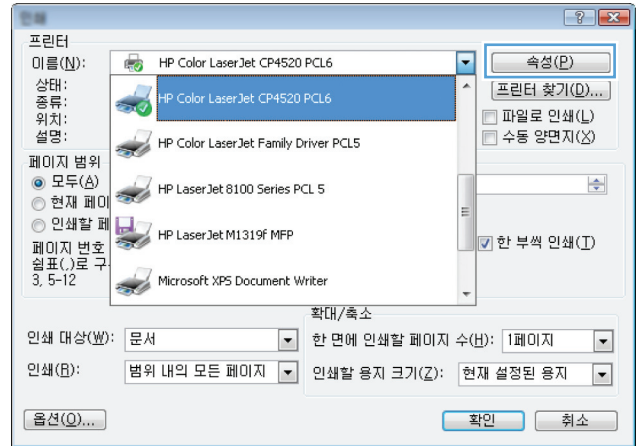 인쇄
프린터
이름(N): HP Color LaserJet CP4520 PCL6 속성(P)
상태: HP Color LaserJet CP4520 PCL6 프린터 찾기(D)...
종류:
위치: 파일로 인쇄(L)
설명: HP Color LaserJet Family Driver PCL5 수동 양면지(X)
페이지 범위
모두(A) HP LaserJet 8100 Series PCL 5
현재 페이
인쇄할 페 HP LaserJet M1319f MFP
페이지 번호 한 부씩 인쇄(T)
쉼표(,)로 구
3, 5-12 Microsoft XPS Document Writer
확대/축소
인쇄 대상(W): 문서 한 면에 인쇄할 페이지 수(H): 1페이지
인쇄(R): 범위 내의 모든 페이지 인쇄할 용지 크기(Z): 현재 설정된 용지
옵션(O)... 확인 취소